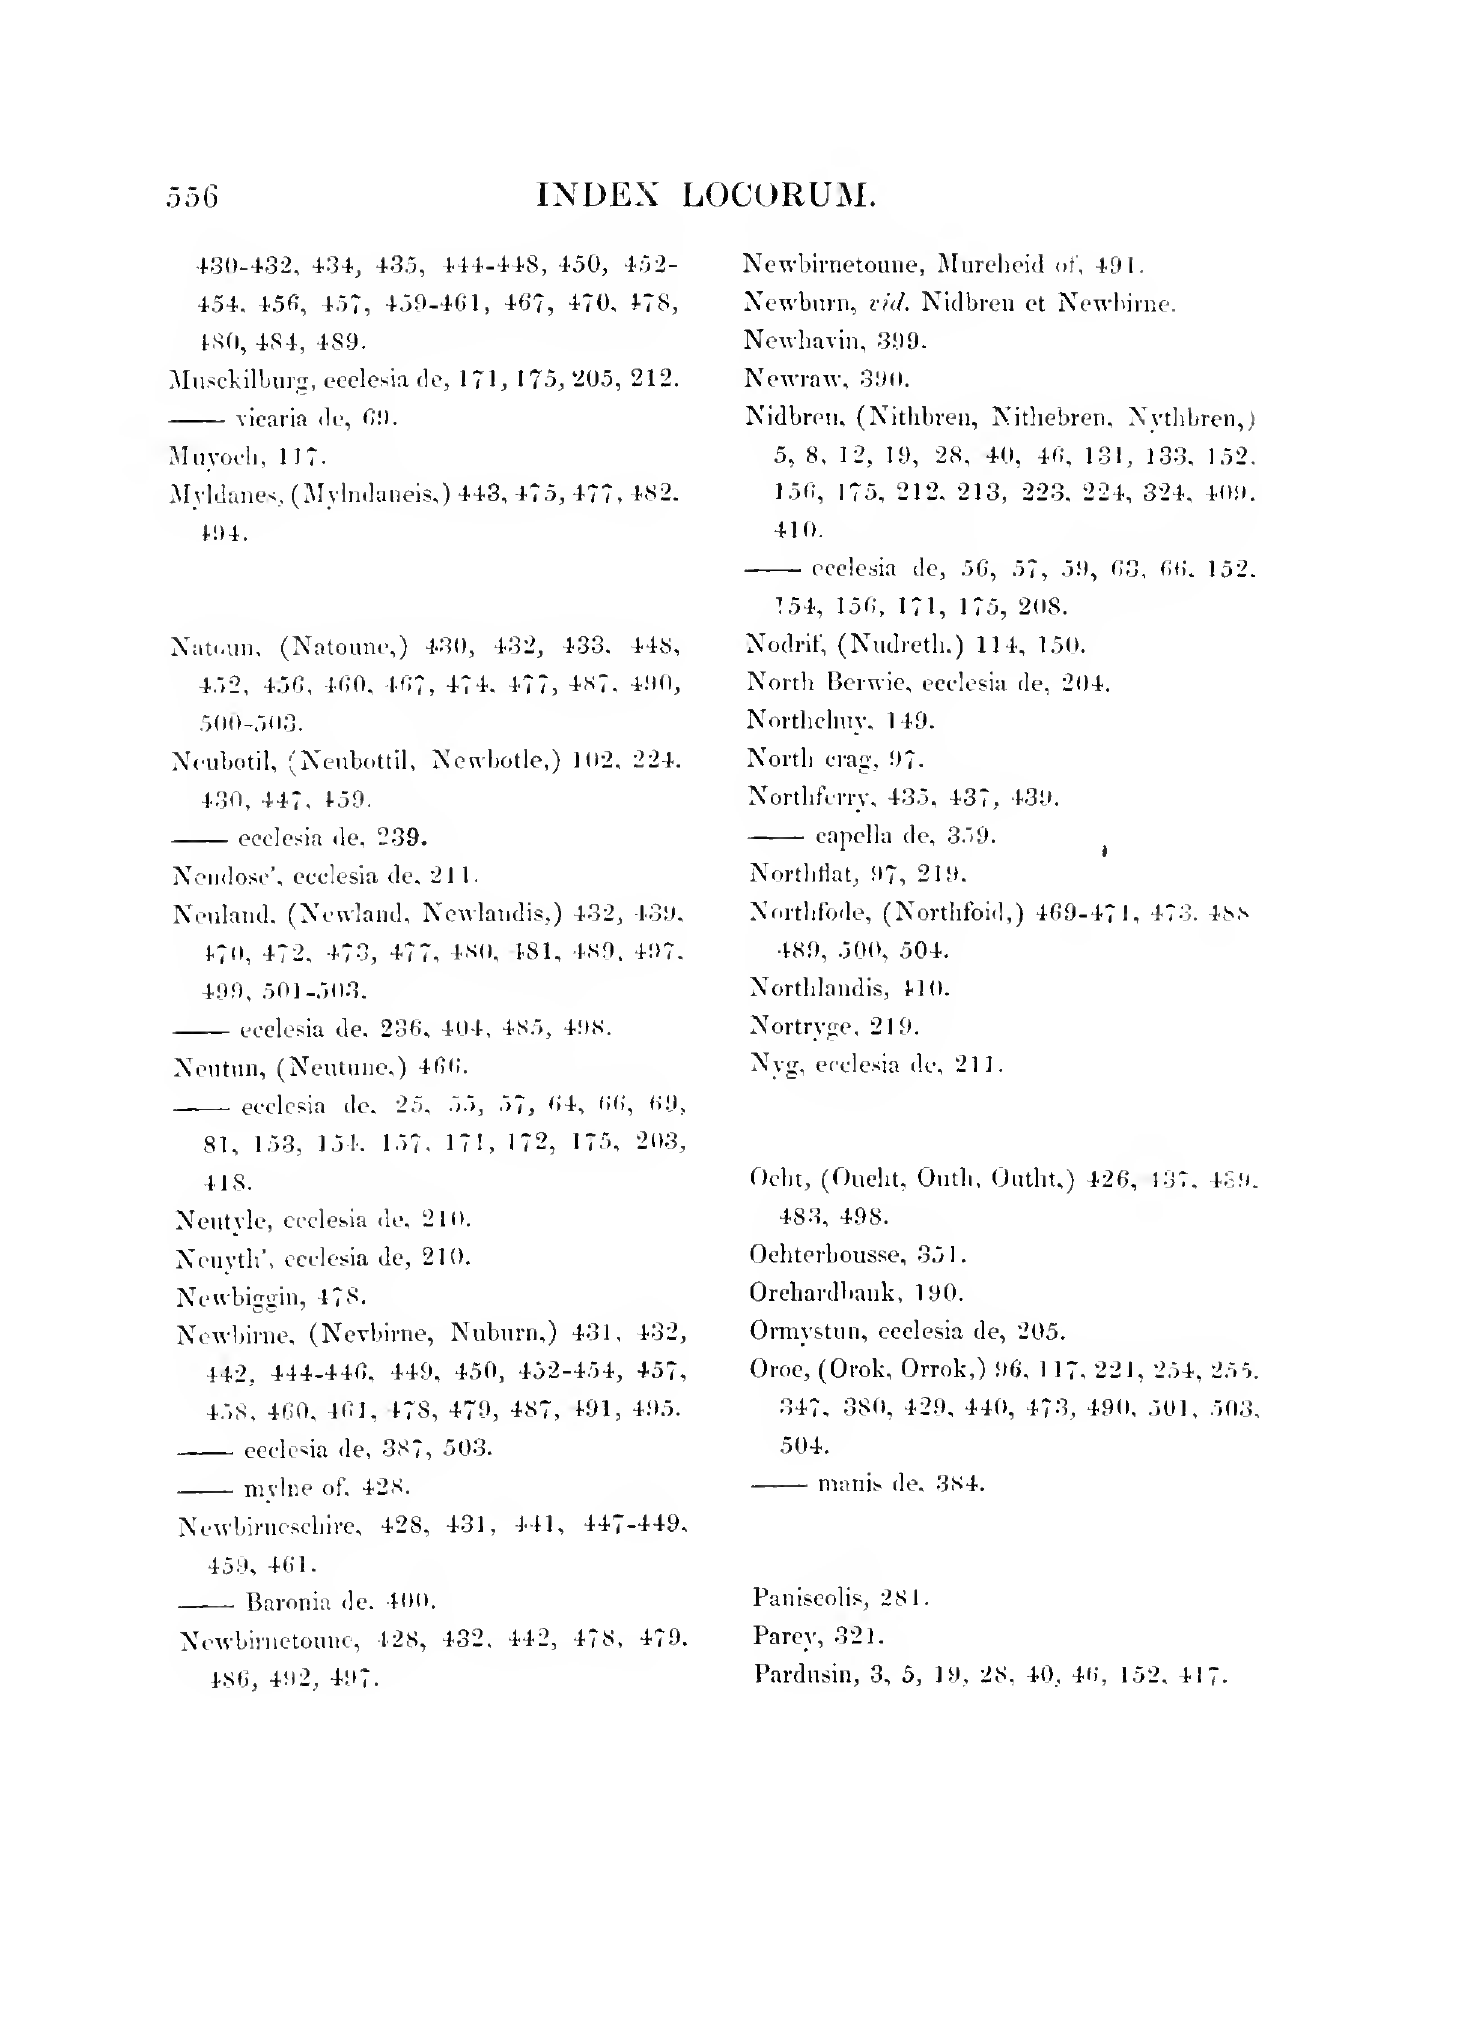 556
INDEX LOCORUM.
430-432, 434, 435, 444-448, 450, 452-
454, 456, 457, 459-461, 467, 470, 478,
480, 484, 489.
Musckilburg, ecclesia de, 171, 175, 205, 212.
—— vicaria de, 69.
Muyoch, 117.
Myldanes, (Mylndaneis,) 443, 475, 477, 482.
494.
Natoun, (Natoune,) 430, 432, 433, 448,
452, 456, 460, 467, 474, 477, 487, 490,
500-503.
Neubotil, (Neubottil, Newbotle,) 102, 224.
430, 447, 459.
—— ecclesia de, 239.
Neudose', ecclesia de, 211.
Neuland, (Newland, Newlandis,) 432, 439,
470, 472, 473, 477, 480, 481, 489, 497.
499, 501-503.
—— ecclesia de, 236, 404, 485, 498.
Neutun, (Neutune,) 466.
—— ecclesia de, 25, 55, 57, 64, 66, 69,
81, 153, 154, 157, 171, 172, 175, 203,
418.
Neutyle, ecclesia de, 210.
Neuyth', ecclesia de, 210.
Newbiggin, 478.
Newbirne, (Nevbirne, Nuburn,) 431, 432,
442, 444-446, 449, 450, 452-454, 457,
458, 460, 461, 478, 479, 487, 491, 495.
—— ecclesia de, 387, 503.
—— mylne of, 428.
Newbirneschire, 428, 431, 441, 447-449,
459, 461.
—— Baronia de, 400.
Newbirnetoune, 428, 432, 442, 478, 479.
486, 492, 497.
Newbirnetoune, Mureheid of, 491.
Newburn, vid. Nidbren et Newbirne.
Newhavin, 399.
Newraw, 390.
Nidbren, (Nithbren, Nithebren, Nythbren,)
5, 8, 12, 19, 28, 40, 46, 131, 133, 152,
156, 175, 212, 213, 223, 224, 324, 409,
410.
—— ecclesia de, 56, 57, 59, 63, 66, 152,
154, 156, 171, 175, 208.
Nodrif, (Nudreth,) 114, 150.
North Berwic, ecclesia de, 204.
Northcluy, 149.
North crag, 97.
Northferry, 435, 437, 439.
—— capella de, 359.
Northflat, 97, 219.
Northfode, (Northfoid,) 469-471, 473, 488
489, 500, 504.
Northlandis, 410.
Nortryge, 219.
Nyg, ecclesia de, 211.
Ocht, (Oucht, Outh, Outht,) 426, 437, 439,
483, 498.
Ochterhousse, 351.
Orchardbank, 190.
Ormystun, ecclesia de, 205.
Oroc, (Orok, Orrok,) 96, 117, 221, 254, 255,
347, 380, 429, 440, 473, 490, 501, 503,
504.
—— manis de, 384.
Paniscolis, 281.
Parcy, 321.
Pardusin, 3, 5, 19, 28, 40, 46, 152, 417.